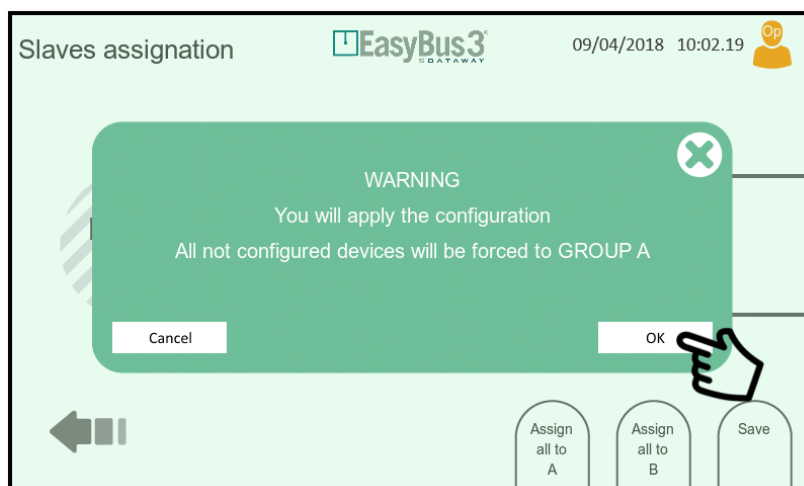 Slaves assignation
EasyBus3
DATAWAY
09/04/2018 10:02.19
Op
WARNING
You will apply the configuration
All not configured devices will be forced to GROUP A
Cancel
OK
Assign
all to
A
Assign
all to
B
Save